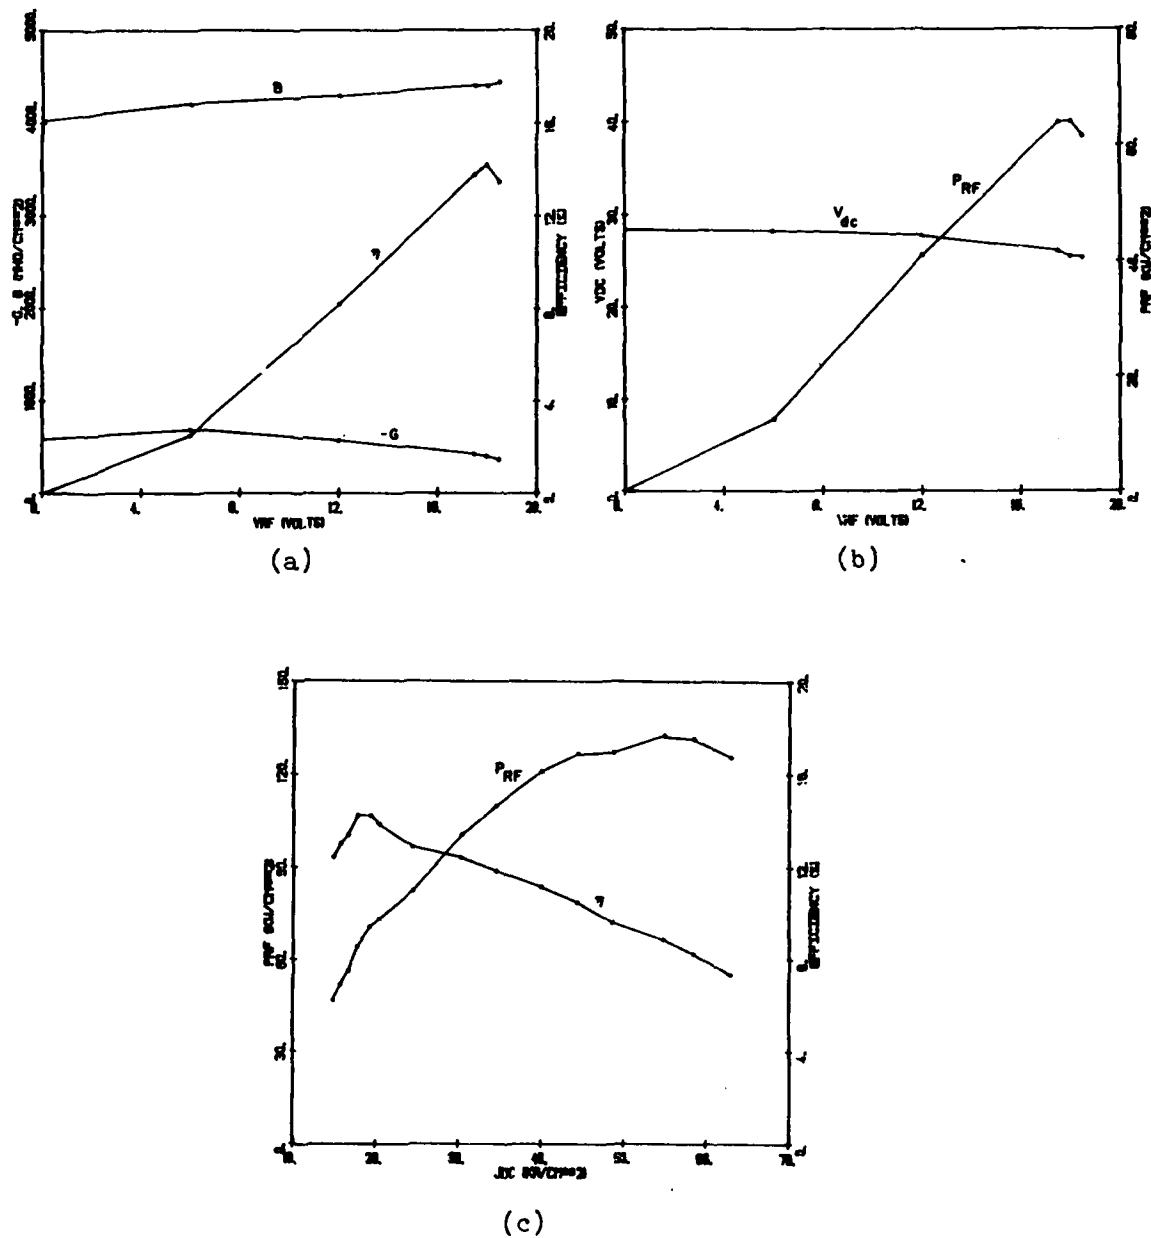 5000.
4000.
3000.
2000.
1000.
0.
-G, B (MHO/CM**2)
B
η
-G
20.
16.
12.
8.
4.
0.
EFFICIENCY (%)
0.
4.
8.
12.
16.
20.
VRF (VOLTS)
(a)
50.
40.
30.
20.
10.
0.
VDC (VOLTS)
P_RF
V_dc
80.
60.
40.
20.
0.
PRF (KW/CM**2)
0.
4.
8.
12.
16.
20.
VRF (VOLTS)
(b)
150.
120.
90.
60.
30.
0.
PRF (KW/CM**2)
P_RF
η
20.
16.
12.
8.
4.
0.
EFFICIENCY (%)
10.
20.
30.
40.
50.
60.
70.
JDC (KA/CM**2)
(c)